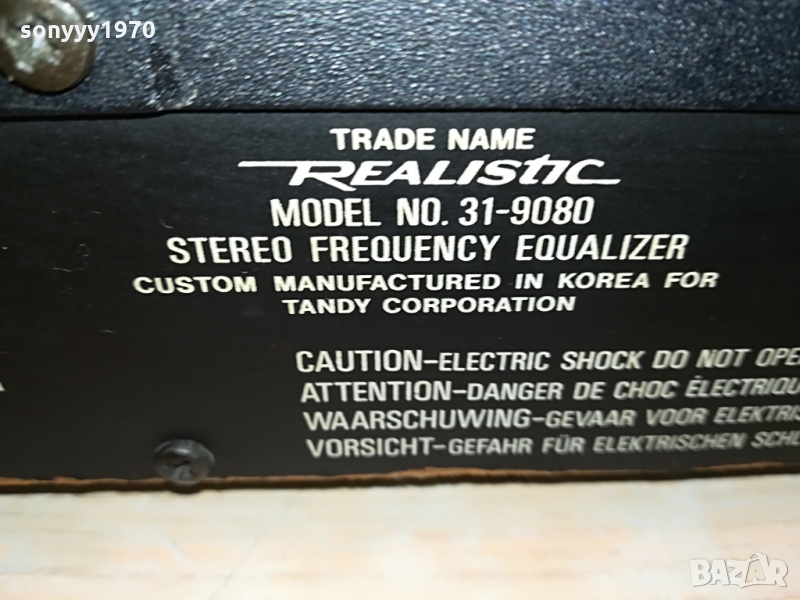 sonyyy1970
TRADE NAME
REALISTIC
MODEL NO. 31-9080
STEREO FREQUENCY EQUALIZER
CUSTOM MANUFACTURED IN KOREA FOR
TANDY CORPORATION
CAUTION-ELECTRIC SHOCK DO NOT OPE
ATTENTION-DANGER DE CHOC ÉLECTRIQU
WAARSCHUWING-GEVAAR VOOR ELEKTRIS
VORSICHT-GEFAHR FÜR ELEKTRISCHEN SCHL
BAZAR